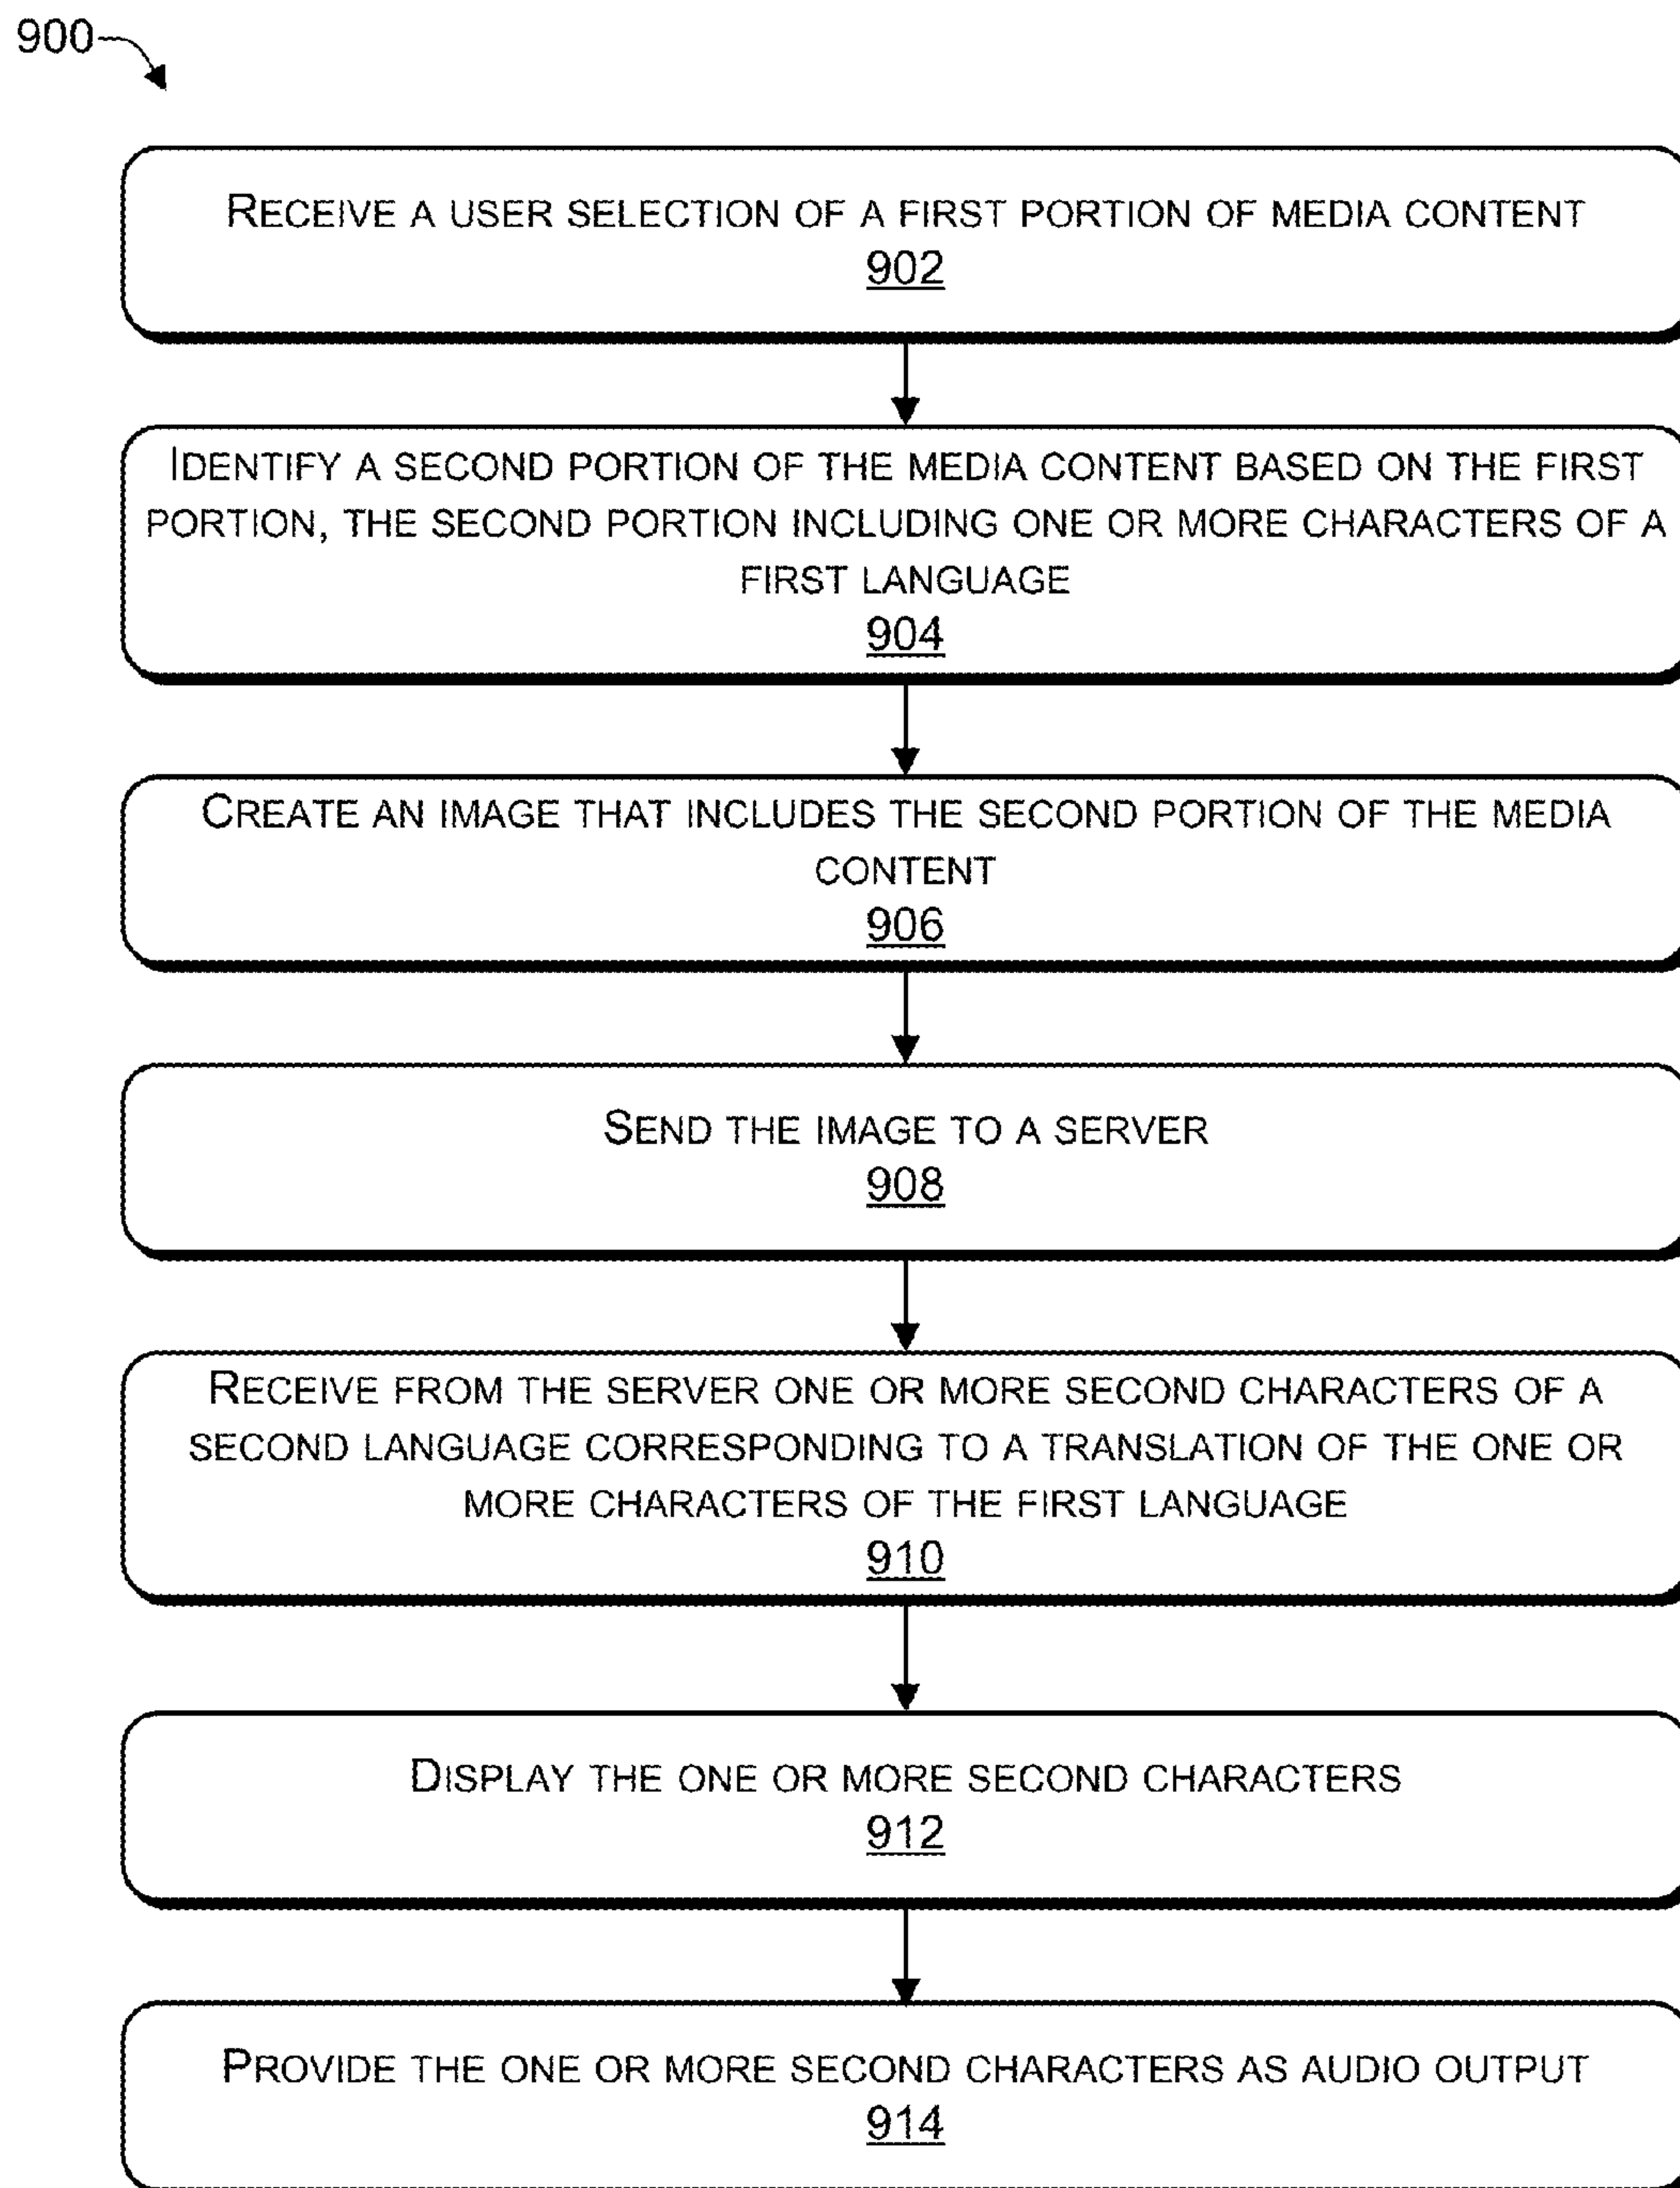 900
RECEIVE A USER SELECTION OF A FIRST PORTION OF MEDIA CONTENT
902
IDENTIFY A SECOND PORTION OF THE MEDIA CONTENT BASED ON THE FIRST
PORTION, THE SECOND PORTION INCLUDING ONE OR MORE CHARACTERS OF A
FIRST LANGUAGE
904
CREATE AN IMAGE THAT INCLUDES THE SECOND PORTION OF THE MEDIA
CONTENT
906
SEND THE IMAGE TO A SERVER
908
RECEIVE FROM THE SERVER ONE OR MORE SECOND CHARACTERS OF A
SECOND LANGUAGE CORRESPONDING TO A TRANSLATION OF THE ONE OR
MORE CHARACTERS OF THE FIRST LANGUAGE
910
DISPLAY THE ONE OR MORE SECOND CHARACTERS
912
PROVIDE THE ONE OR MORE SECOND CHARACTERS AS AUDIO OUTPUT
914